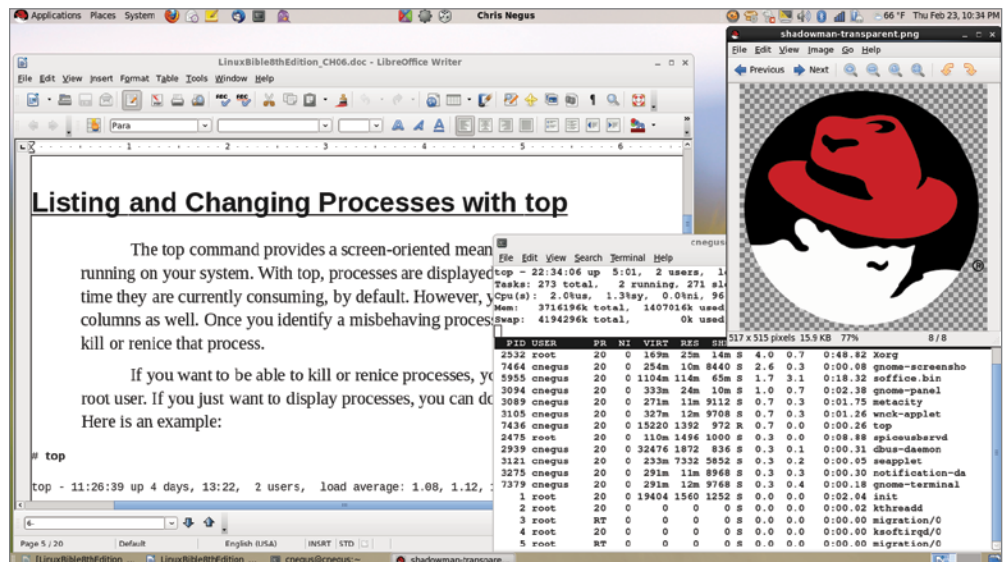 Applications Places System
Chris Negus
66 °F Thu Feb 23, 10:34 PM
LinuxBible8thEdition_CH06.doc - LibreOffice Writer
File Edit View Insert Format Table Tools Window Help
Para
1 2 3 4 5 6
Listing and Changing Processes with top
The top command provides a screen-oriented mean
running on your system. With top, processes are displayed
time they are currently consuming, by default. However, y
columns as well. Once you identify a misbehaving proces
kill or renice that process.
If you want to be able to kill or renice processes, yo
root user. If you just want to display processes, you can do
Here is an example:
# top
top - 11:26:39 up 4 days, 13:22, 2 users, load average: 1.08, 1.12,
6-
Page 5 / 20 Default English (USA) INSRT STD
shadowman-transparent.png
File Edit View Image Go Help
Previous Next
517 x 515 pixels 15.9 KB 77% 8 / 8
cnegus
File Edit View Search Terminal Help
top - 22:34:06 up 5:01, 2 users, l
Tasks: 273 total, 2 running, 271 sl
Cpu(s): 2.0%us, 1.3%sy, 0.0%ni, 96
Mem: 3716196k total, 1407016k used
Swap: 4194296k total, 0k used
PID USER PR NI VIRT RES SH
2532 root 20 0 169m 25m 14m S 4.0 0.7 0:48.82 Xorg
7464 cnegus 20 0 254m 10m 8440 S 2.6 0.3 0:00.08 gnome-screensho
5955 cnegus 20 0 1104m 114m 65m S 1.7 3.1 0:18.32 soffice.bin
3094 cnegus 20 0 333m 24m 10m S 1.0 0.7 0:02.38 gnome-panel
3089 cnegus 20 0 271m 11m 9112 S 0.7 0.3 0:01.75 metacity
3105 cnegus 20 0 327m 12m 9708 S 0.7 0.3 0:01.26 wnck-applet
7436 cnegus 20 0 15220 1392 972 R 0.7 0.0 0:00.26 top
2475 root 20 0 110m 1496 1000 S 0.3 0.0 0:08.88 spiceusbsrvd
2939 cnegus 20 0 32476 1872 836 S 0.3 0.1 0:00.31 dbus-daemon
3121 cnegus 20 0 233m 7332 5852 S 0.3 0.2 0:00.05 seapplet
3275 cnegus 20 0 291m 11m 8968 S 0.3 0.3 0:00.30 notification-da
7379 cnegus 20 0 291m 12m 9768 S 0.3 0.4 0:00.18 gnome-terminal
1 root 20 0 19404 1560 1252 S 0.0 0.0 0:02.04 init
2 root 20 0 0 0 0 S 0.0 0.0 0:00.02 kthreadd
3 root RT 0 0 0 0 S 0.0 0.0 0:00.00 migration/0
4 root 20 0 0 0 0 S 0.0 0.0 0:00.00 ksoftirqd/0
5 root RT 0 0 0 0 S 0.0 0.0 0:00.00 migration/0
[LinuxBible8thEdition LinuxBible8thEdition cnegus@cnegus:~ shadowman-transpare